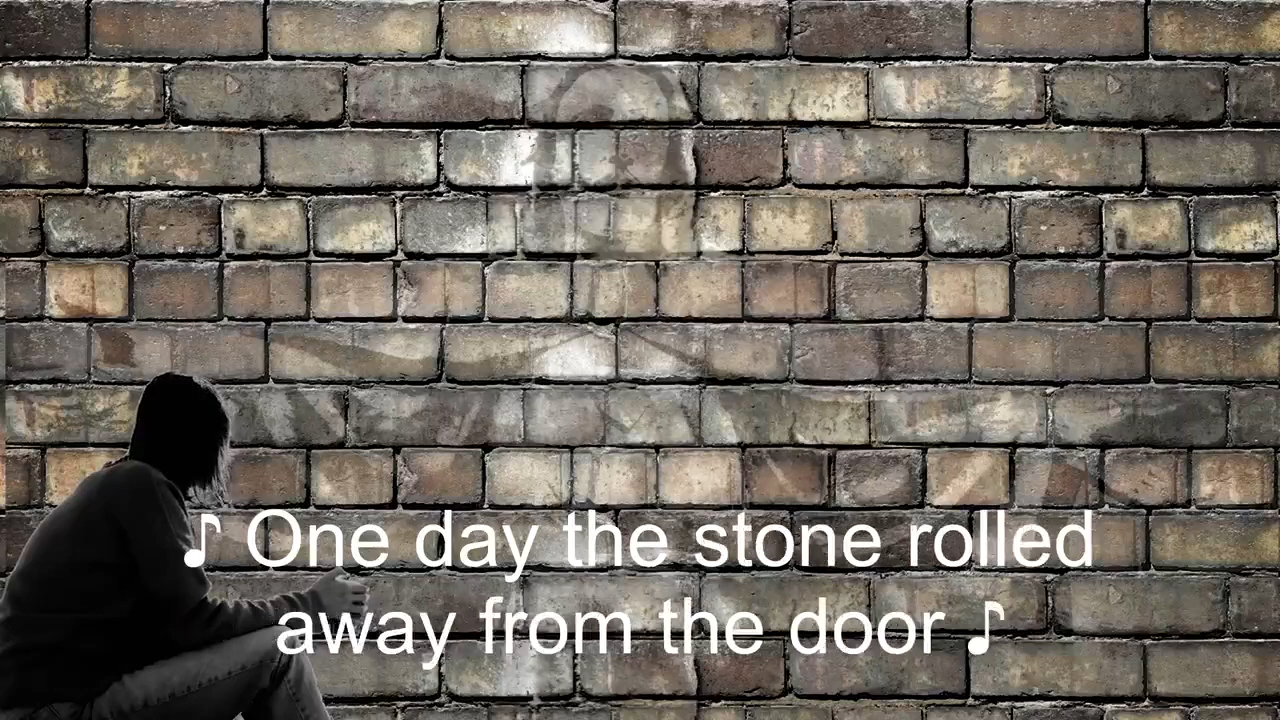 ♪ One day the stone rolled
away from the door ♪